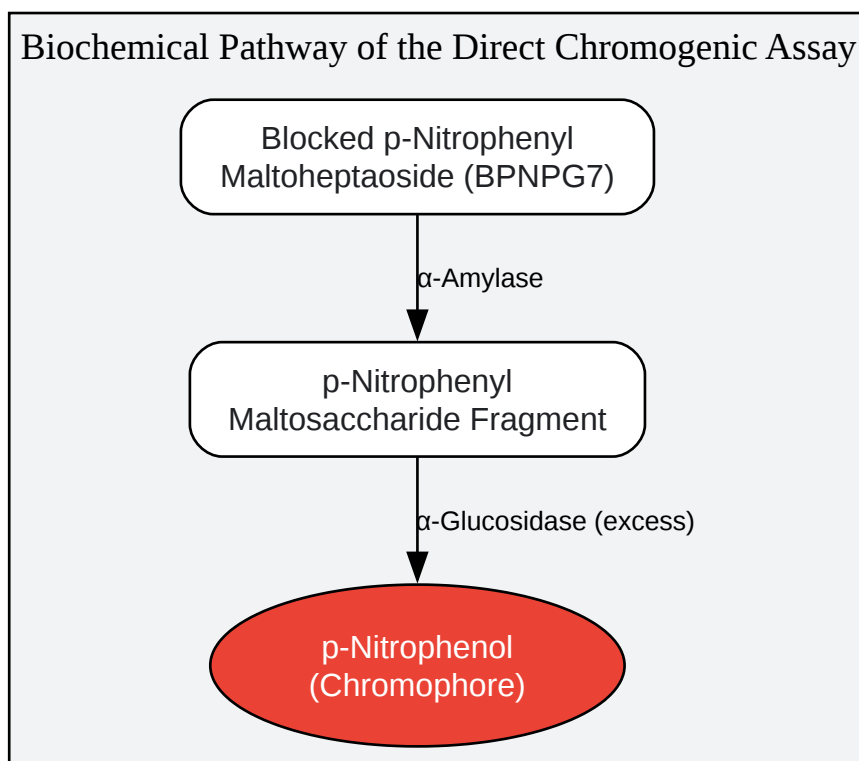 Biochemical Pathway of the Direct Chromogenic Assay
Blocked p-Nitrophenyl
Maltoheptaoside (BPNPG7)
α-Amylase
p-Nitrophenyl
Maltosaccharide Fragment
α-Glucosidase (excess)
p-Nitrophenol
(Chromophore)